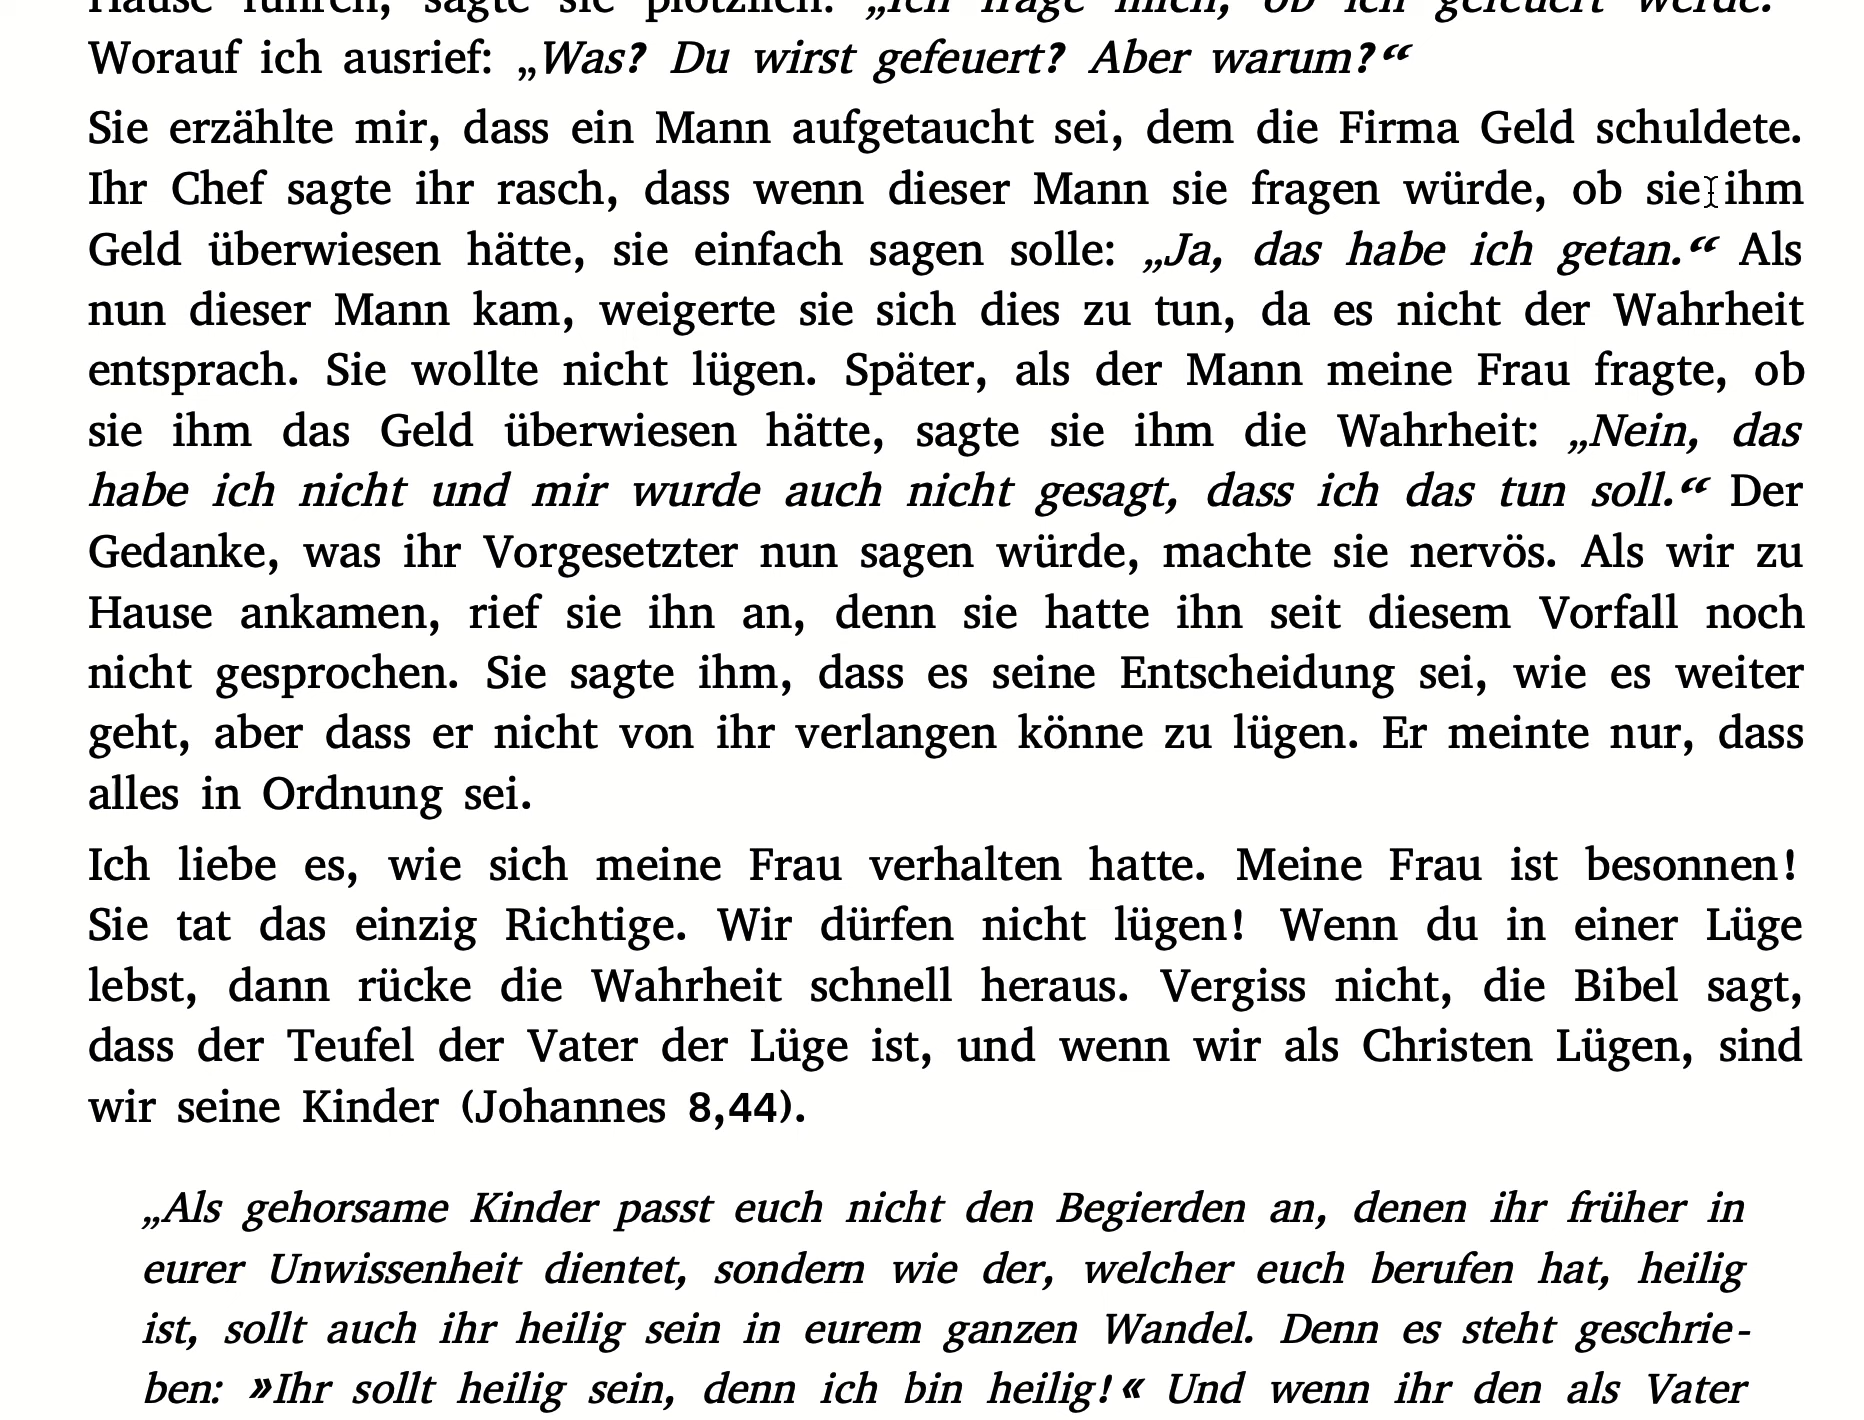 Hause fuhren, sagte sie plötzlich: „Ich frage mich, ob ich gefeuert werde.“
Worauf ich ausrief: „Was? Du wirst gefeuert? Aber warum?“
Sie erzählte mir, dass ein Mann aufgetaucht sei, dem die Firma Geld schuldete.
Ihr Chef sagte ihr rasch, dass wenn dieser Mann sie fragen würde, ob sie ihm
Geld überwiesen hätte, sie einfach sagen solle: „Ja, das habe ich getan.“ Als
nun dieser Mann kam, weigerte sie sich dies zu tun, da es nicht der Wahrheit
entsprach. Sie wollte nicht lügen. Später, als der Mann meine Frau fragte, ob
sie ihm das Geld überwiesen hätte, sagte sie ihm die Wahrheit: „Nein, das
habe ich nicht und mir wurde auch nicht gesagt, dass ich das tun soll.“ Der
Gedanke, was ihr Vorgesetzter nun sagen würde, machte sie nervös. Als wir zu
Hause ankamen, rief sie ihn an, denn sie hatte ihn seit diesem Vorfall noch
nicht gesprochen. Sie sagte ihm, dass es seine Entscheidung sei, wie es weiter
geht, aber dass er nicht von ihr verlangen könne zu lügen. Er meinte nur, dass
alles in Ordnung sei.
Ich liebe es, wie sich meine Frau verhalten hatte. Meine Frau ist besonnen!
Sie tat das einzig Richtige. Wir dürfen nicht lügen! Wenn du in einer Lüge
lebst, dann rücke die Wahrheit schnell heraus. Vergiss nicht, die Bibel sagt,
dass der Teufel der Vater der Lüge ist, und wenn wir als Christen Lügen, sind
wir seine Kinder (Johannes 8,44).
„Als gehorsame Kinder passt euch nicht den Begierden an, denen ihr früher in
eurer Unwissenheit dientet, sondern wie der, welcher euch berufen hat, heilig
ist, sollt auch ihr heilig sein in eurem ganzen Wandel. Denn es steht geschrie-
ben: »Ihr sollt heilig sein, denn ich bin heilig!« Und wenn ihr den als Vater